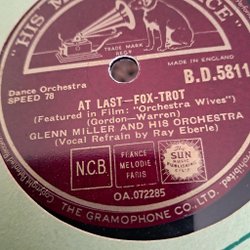 "HIS MASTER'S VOICE"
TRADE MARK
REGD
MADE IN ENGLAND
Dance Orchestra
SPEED 78
B.D.5811
AT LAST—FOX-TROT
(Featured in Film: "Orchestra Wives")
(Gordon—Warren)
GLENN MILLER AND HIS ORCHESTRA
(Vocal Refrain by Ray Eberle)
N.C.B.
FRANCE
MELODIE
PARIS
SUN
OA.072285
THE GRAMOPHONE CO., LTD.